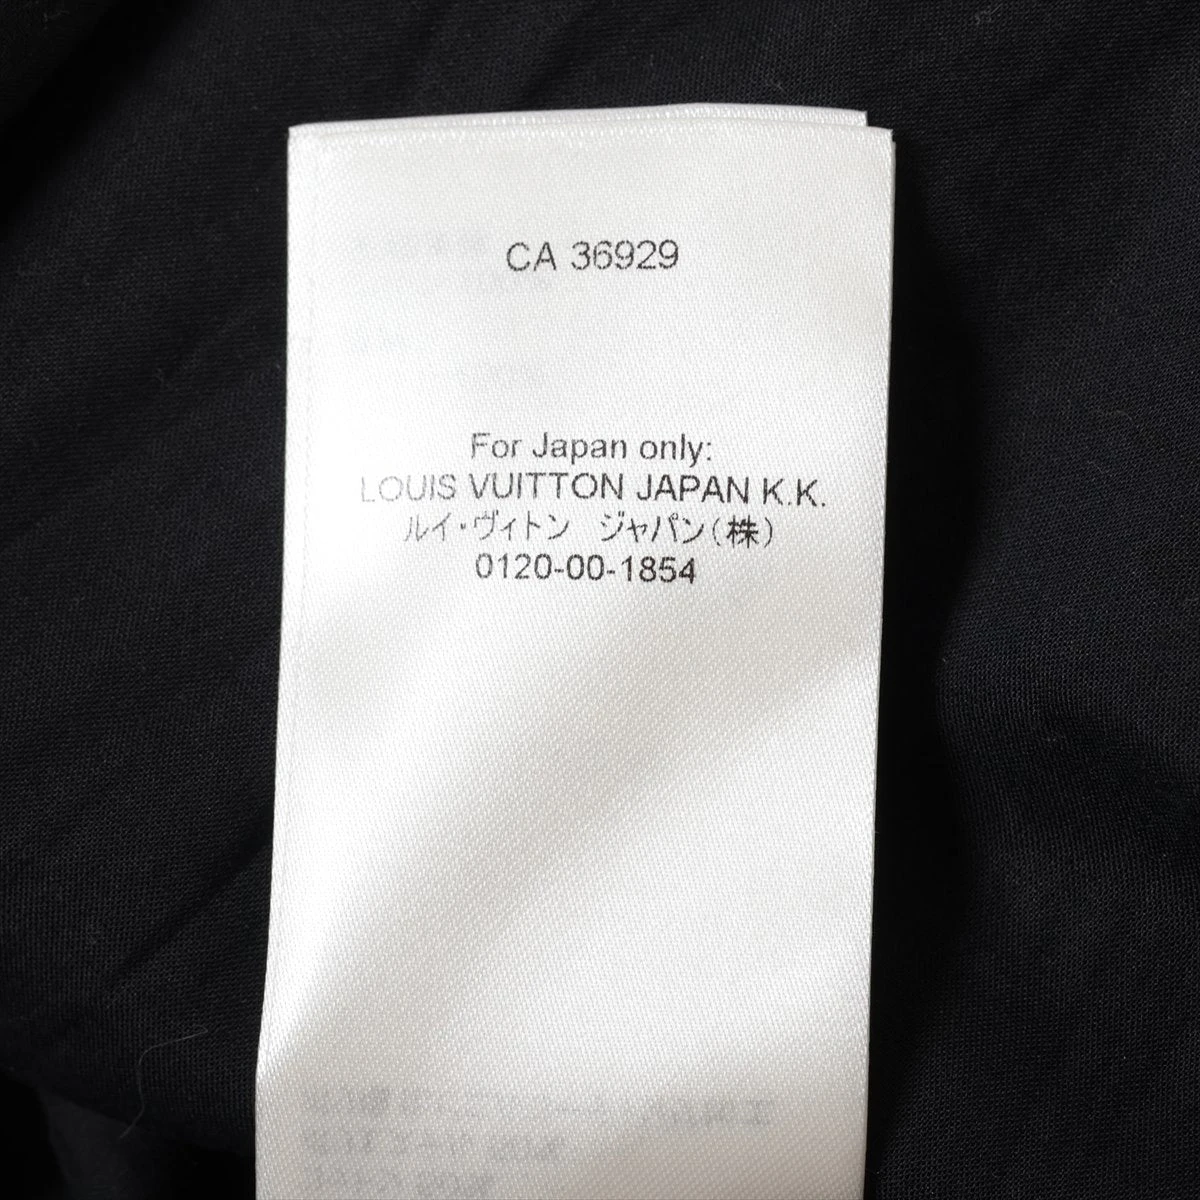 CA 36929
For Japan only:
LOUIS VUITTON JAPAN K.K.
ルイ・ヴィトン　ジャパン(株)
0120-00-1854